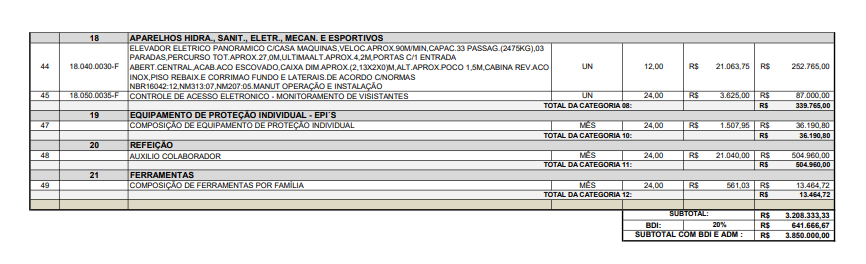 18 APARELHOS HIDRA., SANIT., ELETR., MECAN. E ESPORTIVOS
ELEVADOR ELETRICO PANORAMICO C/CASA MAQUINAS,VELOC.APROX.90M/MIN,CAPAC.33 PASSAG.(2475KG),03
PARADAS,PERCURSO TOT.APROX.27,0M,ULTIMAALT.APROX.4,2M,PORTAS C/1 ENTRADA
44 18.040.0030-F ABERT.CENTRAL,ACAB.ACO ESCOVADO,CAIXA DIM.APROX.(2,13X2X0)M,ALT.APROX.POCO 1,5M,CABINA REV.ACO UN 12,00 R$ 21.063,75 R$ 252.765,00
INOX,PISO REBAIX.E CORRIMAO FUNDO E LATERAIS.DE ACORDO C/NORMAS
NBR16042:12,NM313:07,NM207:05.MANUT OPERAÇÃO E INSTALAÇÃO
45 18.050.0035-F CONTROLE DE ACESSO ELETRONICO - MONITORAMENTO DE VISISTANTES UN 24,00 R$ 3.625,00 R$ 87.000,00
TOTAL DA CATEGORIA 08: R$ 339.765,00
19 EQUIPAMENTO DE PROTEÇÃO INDIVIDUAL - EPI´S
47 COMPOSIÇÃO DE EQUIPAMENTO DE PROTEÇÃO INDIVIDUAL MÊS 24,00 R$ 1.507,95 R$ 36.190,80
TOTAL DA CATEGORIA 10: R$ 36.190,80
20 REFEIÇÃO
48 AUXILIO COLABORADOR MÊS 24,00 R$ 21.040,00 R$ 504.960,00
TOTAL DA CATEGORIA 11: R$ 504.960,00
21 FERRAMENTAS
49 COMPOSIÇÃO DE FERRAMENTAS POR FAMÍLIA MÊS 24,00 R$ 561,03 R$ 13.464,72
TOTAL DA CATEGORIA 12: R$ 13.464,72
SUBTOTAL: R$ 3.208.333,33
BDI: 20% R$ 641.666,67
SUBTOTAL COM BDI E ADM : R$ 3.850.000,00